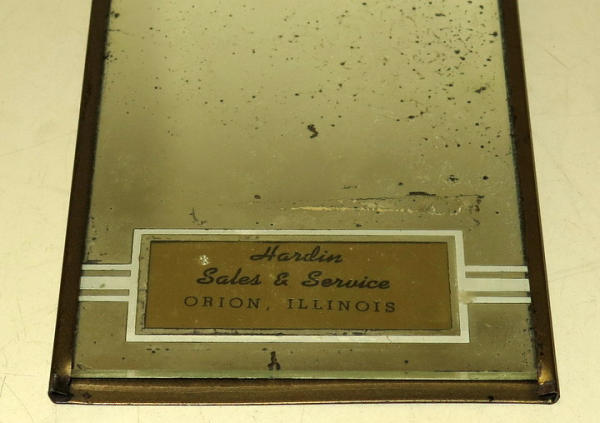 Hardin
Sales & Service
ORION, ILLINOIS